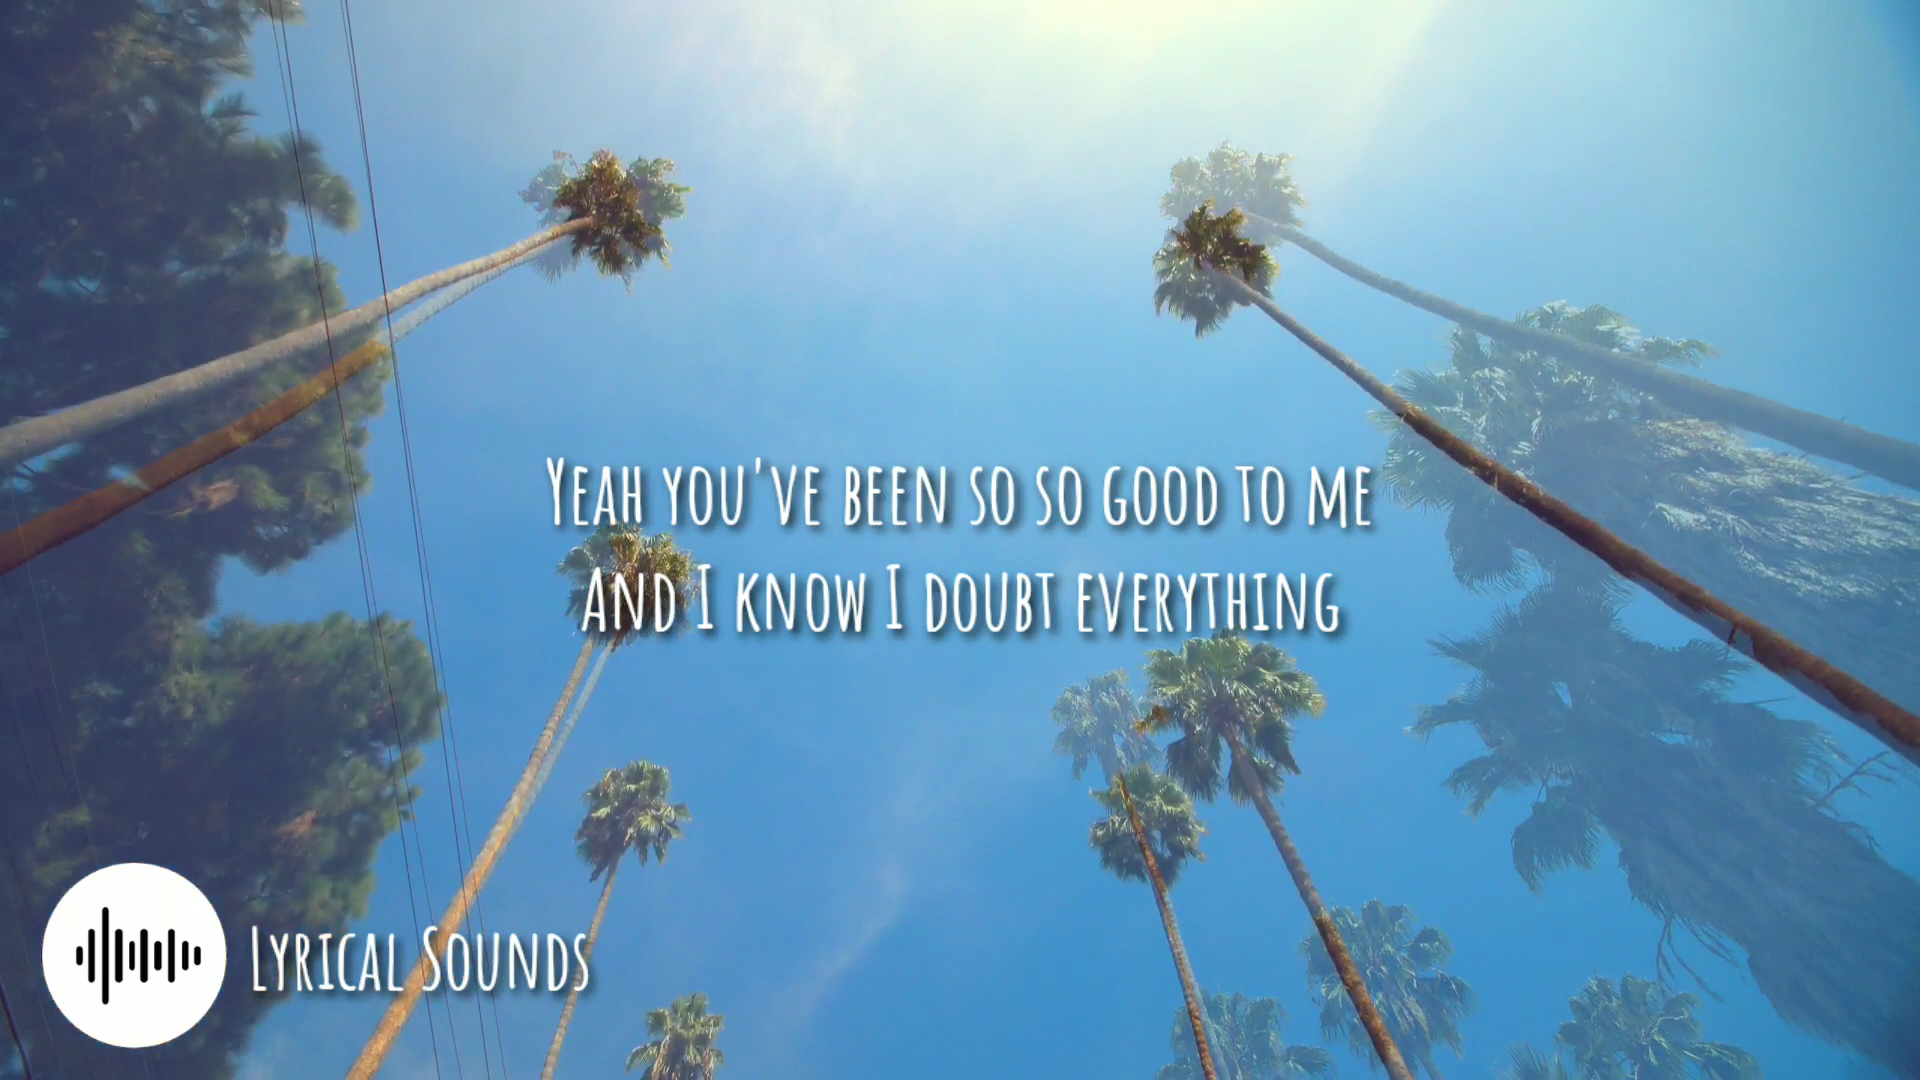 Yeah you've been so so good to me
And I know I doubt everything
Lyrical Sounds